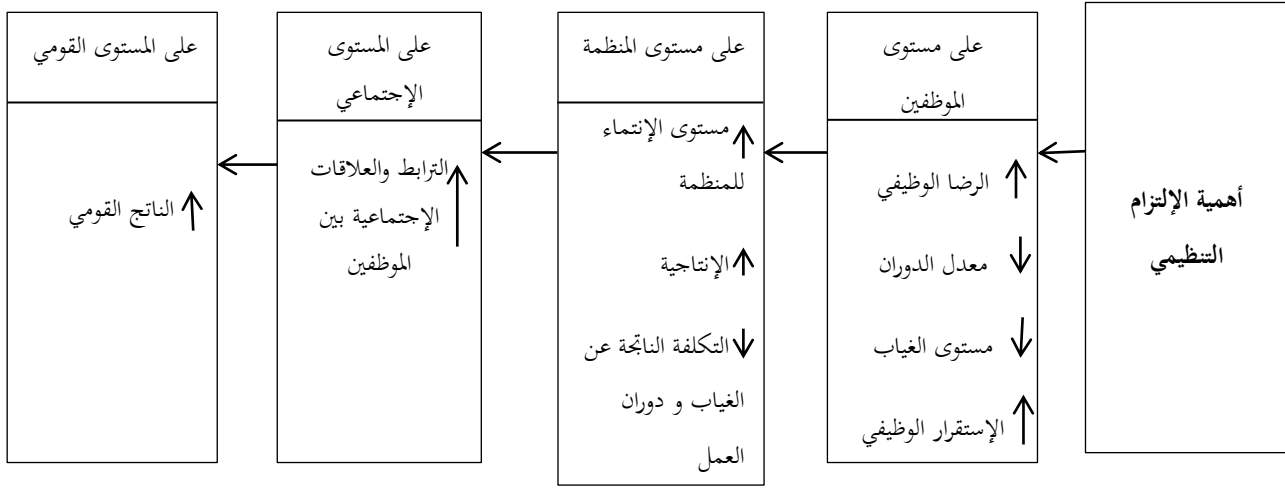 أهمية الإلتزام
التنظيمي
على مستوى
الموظفين
الرضا الوظيفي
معدل الدوران
مستوى الغياب
الإستقرار الوظيفي
على مستوى المنظمة
مستوى الإنتماء
للمنظمة
الإنتاجية
التكلفة الناتجة عن
الغياب و دوران
العمل
على المستوى
الإجتماعي
الترابط والعلاقات
الإجتماعية بين
الموظفين
على المستوى القومي
الناتج القومي